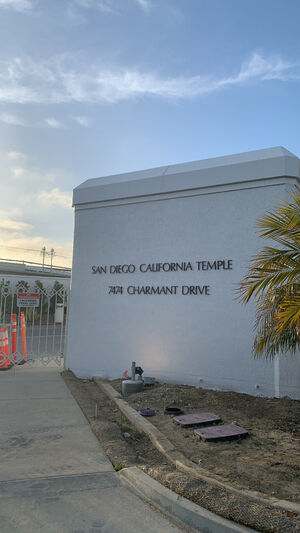 SAN DIEGO CALIFORNIA TEMPLE
7474 CHARMANT DRIVE